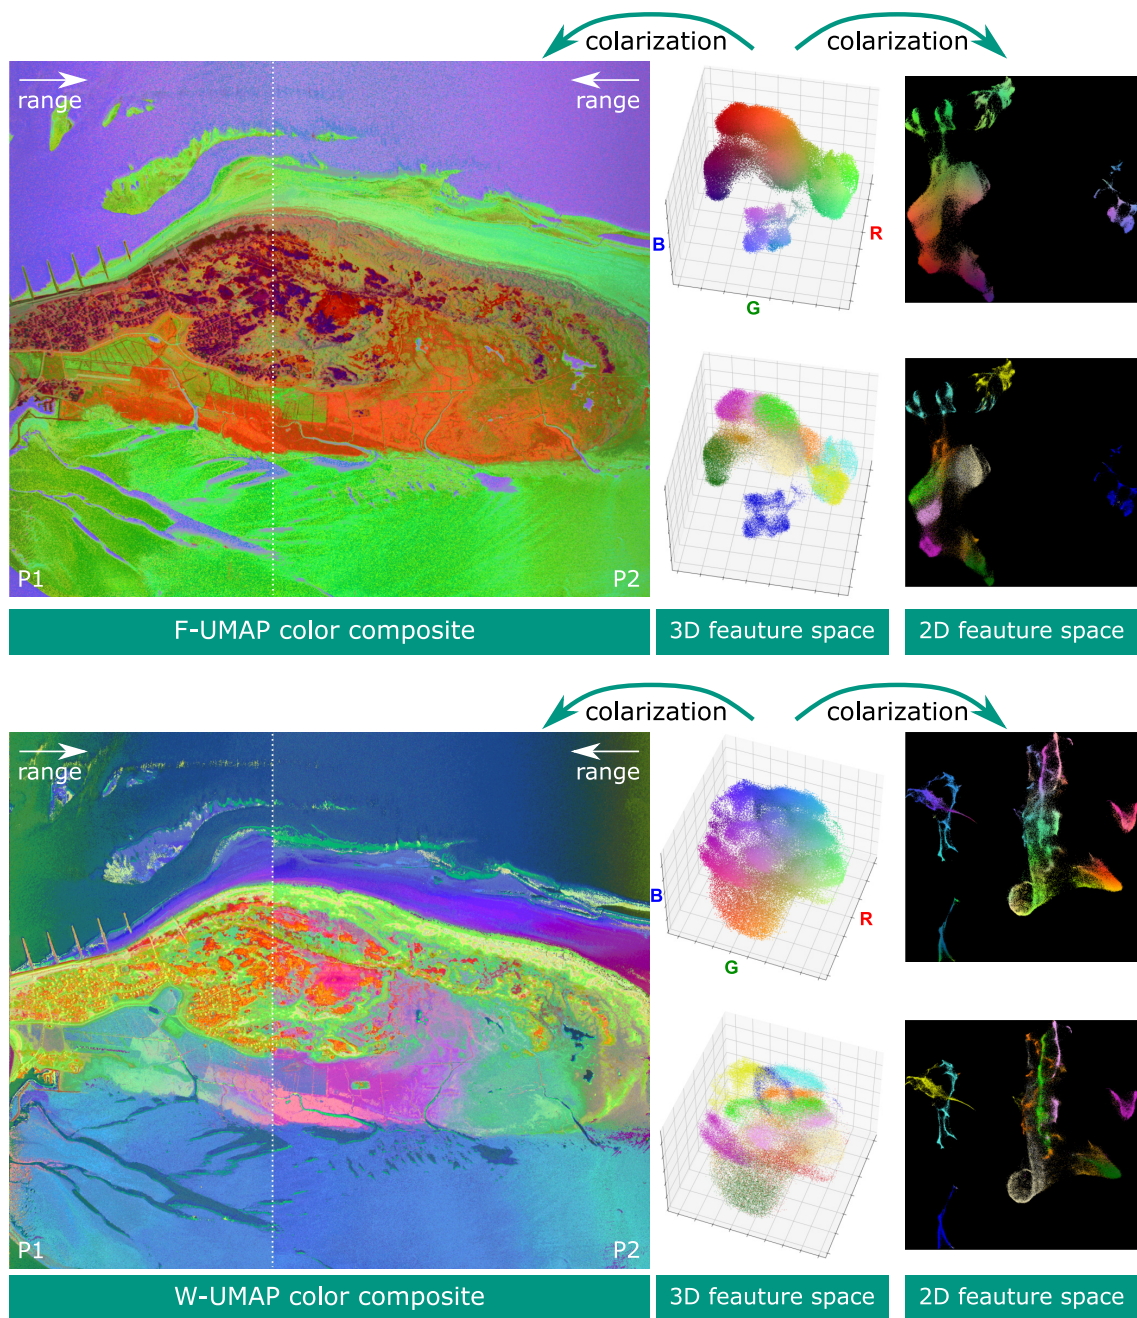 colarization colarization
range range
B R
G
P1 P2
F-UMAP color composite 3D feauture space 2D feauture space
colarization colarization
range range
B R
G
P1 P2
W-UMAP color composite 3D feauture space 2D feauture space